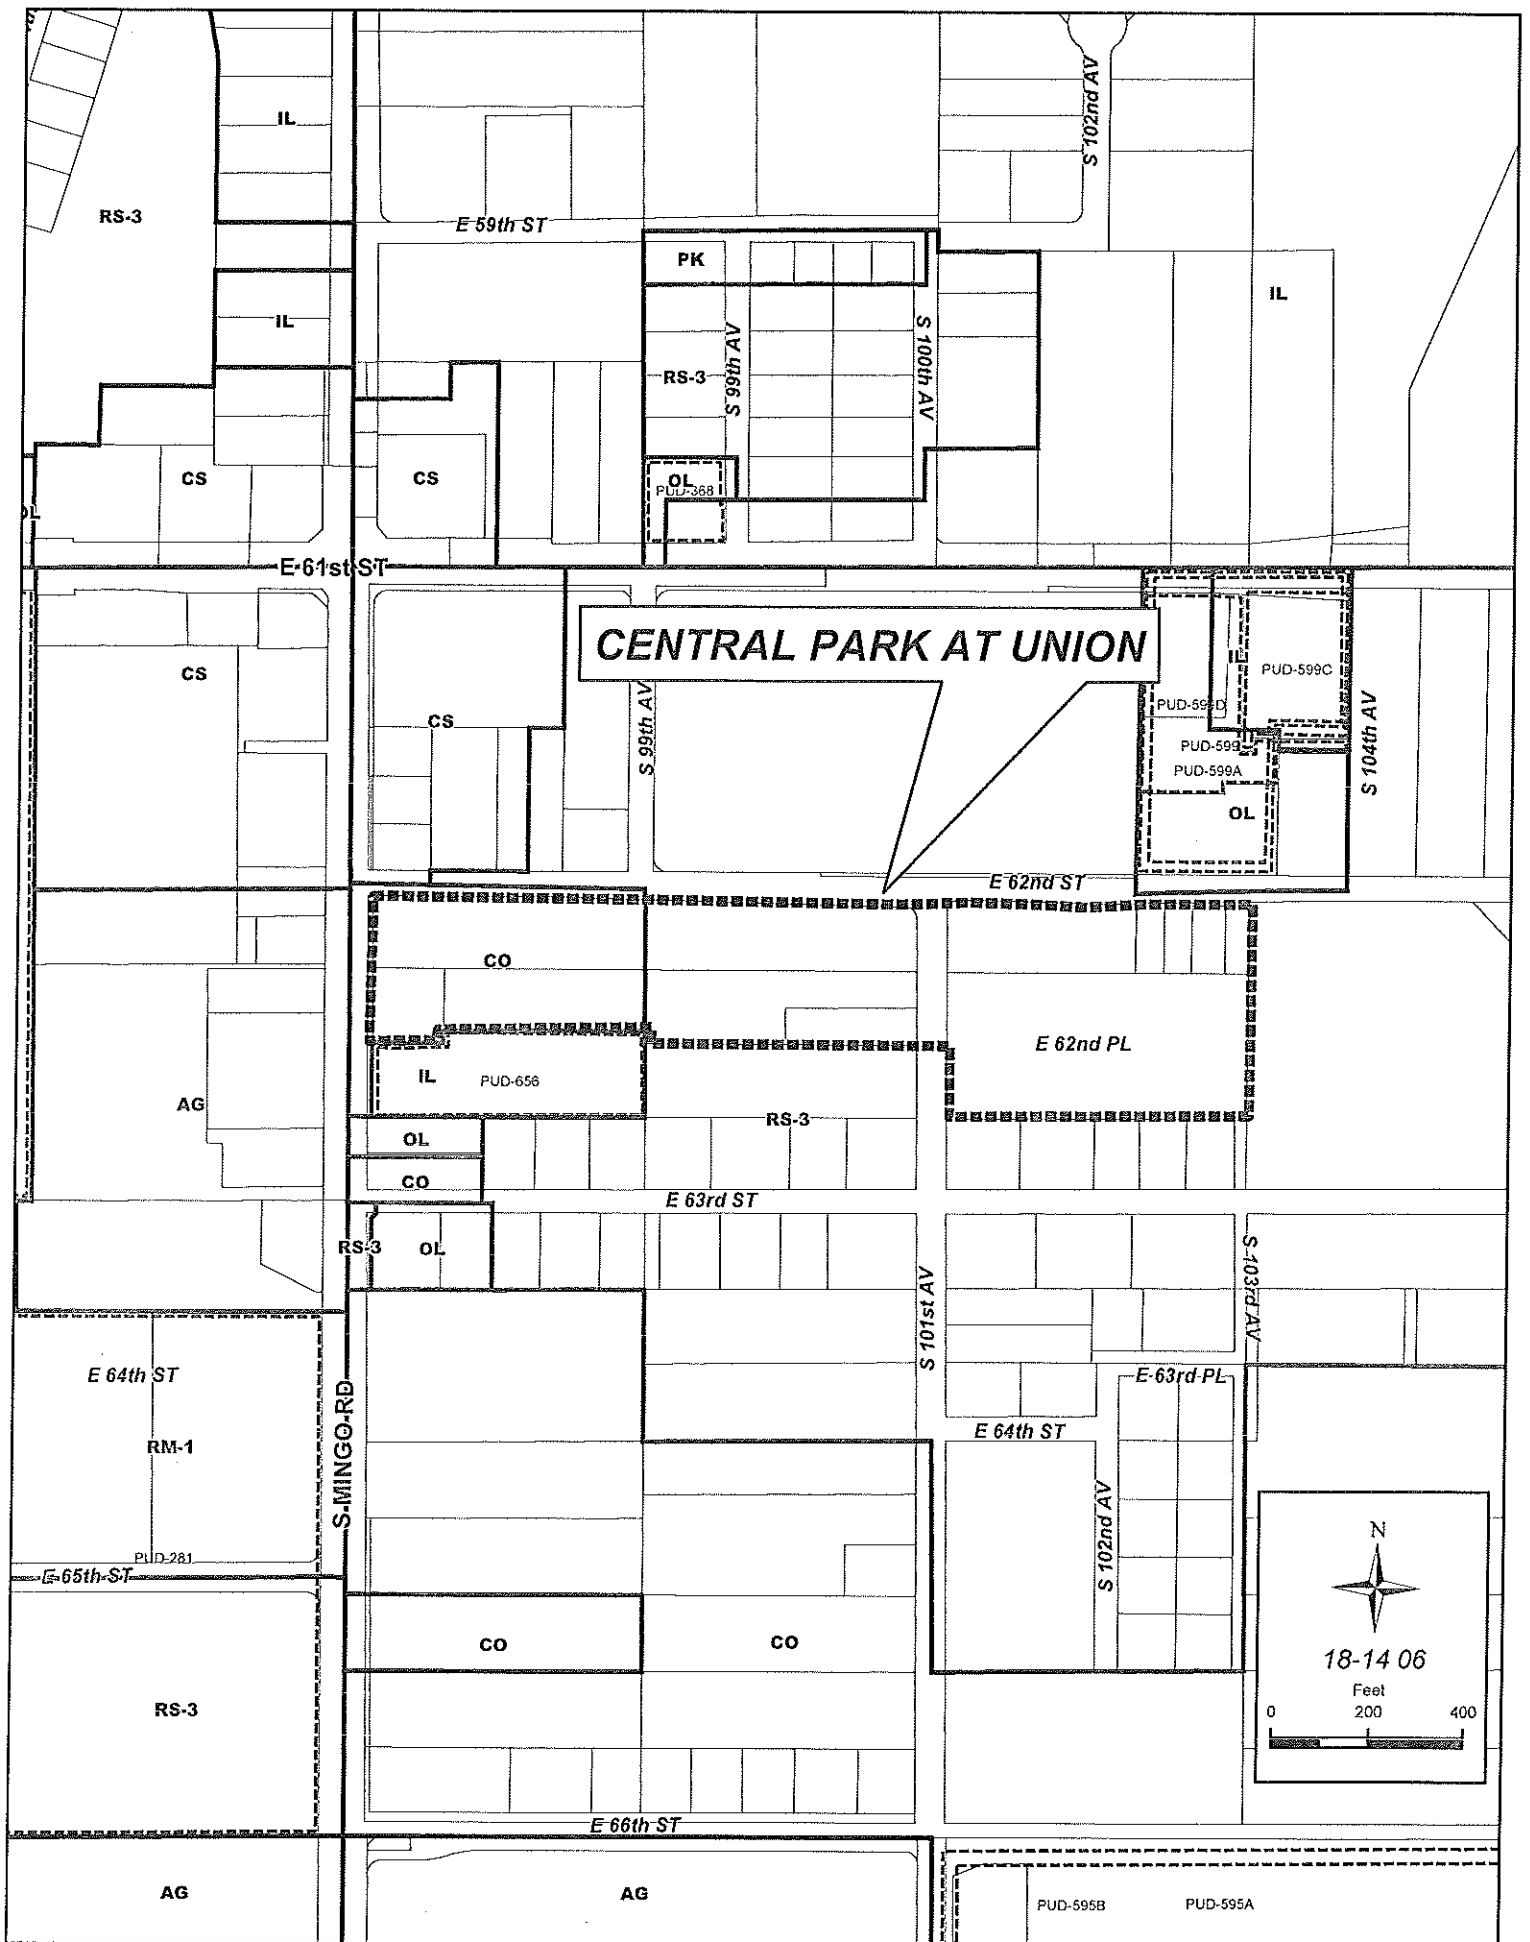 S 102nd AV
IL
RS-3
E 59th ST
PK
IL
IL
S 99th AV
S 100th AV
RS-3
CS
CS
OL
PUD-368
E 61st ST
CENTRAL PARK AT UNION
IL
PUD-599C
CS
PUD-599D
CS
S 99th AV
S 104th AV
PUD-599
PUD-599A
OL
E 62nd ST
CO
E 62nd PL
IL
PUD-656
AG
RS-3
OL
CO
E 63rd ST
RS-3
OL
S 103rd AV
S 101st AV
E 64th ST
E 63rd PL
S MINGO RD
RM-1
E 64th ST
S 102nd AV
PUD-281
E 65th ST
N
CO
CO
18-14 06
Feet
0 200 400
RS-3
E 66th ST
AG
AG
PUD-595B
PUD-595A